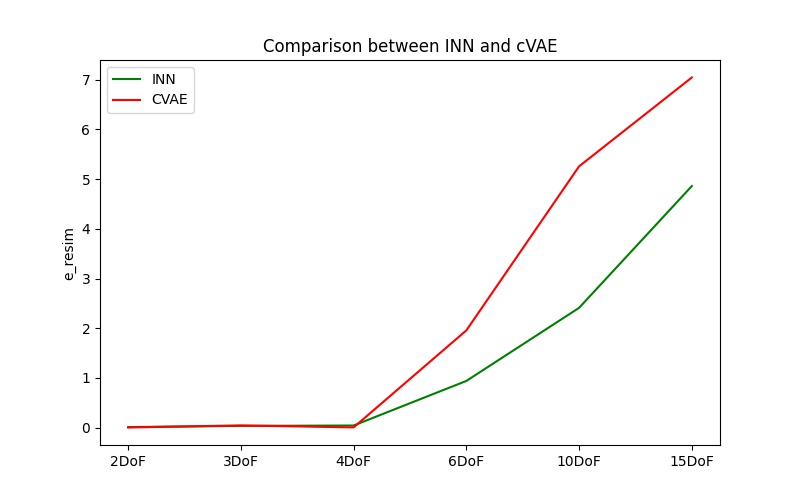 Comparison between INN and cVAE
INN
CVAE
7
6
5
4
3
2
1
0
e_resim
2DoF 3DoF 4DoF 6DoF 10DoF 15DoF